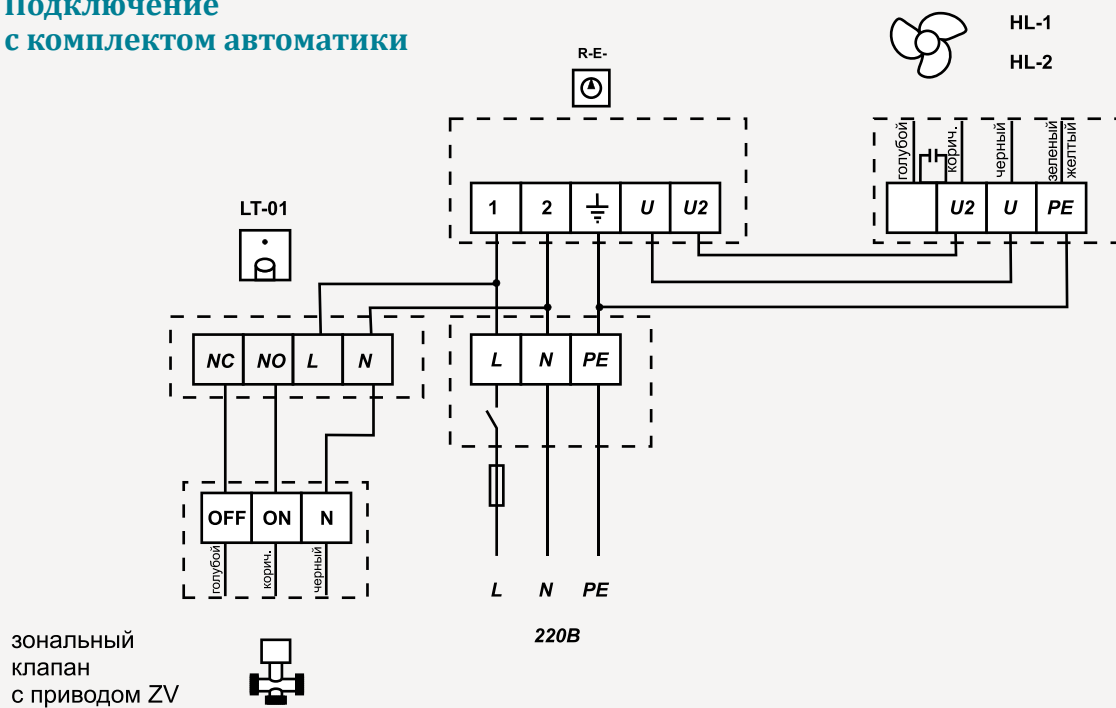 Подключение
с комплектом автоматики
HL-1
HL-2
R-E-
голубой
корич.
черный
зеленый
желтый
1 2 U U2
U2 U PE
LT-01
NC NO L N
L N PE
OFF ON N
голубой
корич.
черный
L N PE
220В
зональный
клапан
с приводом ZV